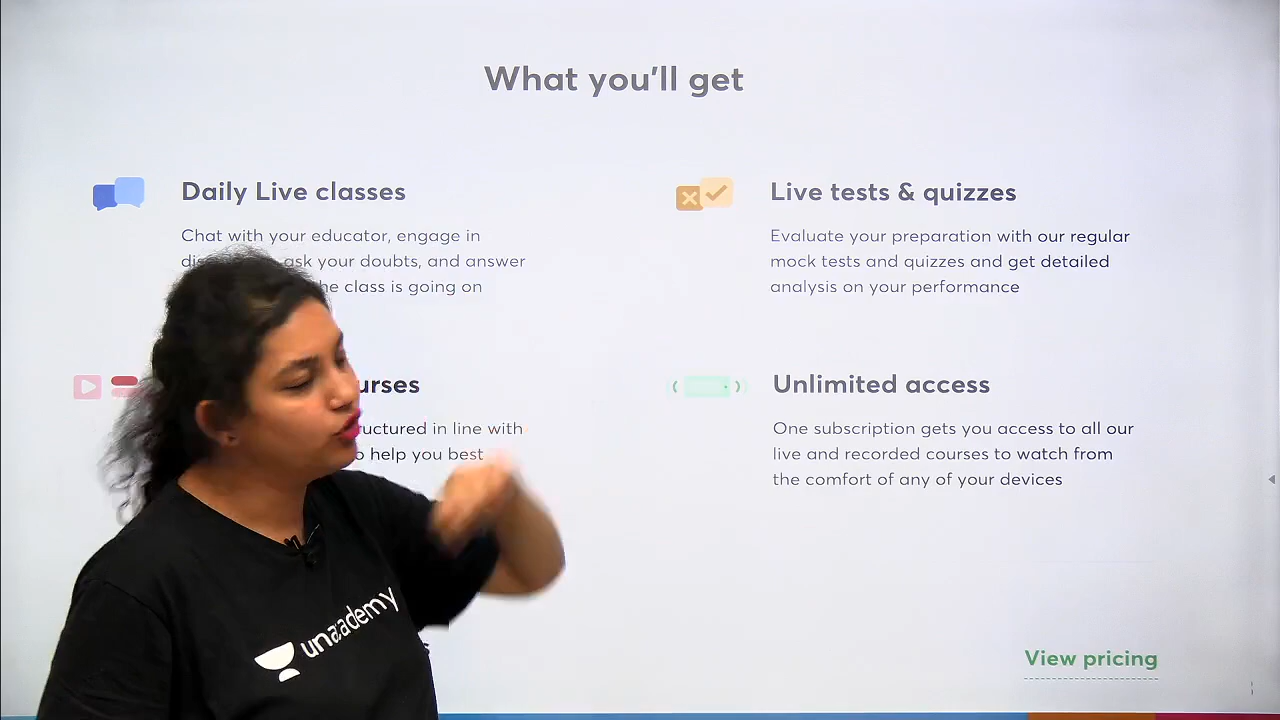 What you'll get
Daily Live classes
Chat with your educator, engage in
ask your doubts, and answer
the class is going on
Live tests & quizzes
Evaluate your preparation with our regular
mock tests and quizzes and get detailed
analysis on your performance
in line with
help you best
Unlimited access
One subscription gets you access to all our
live and recorded courses to watch from
the comfort of any of your devices
unacademy
View pricing